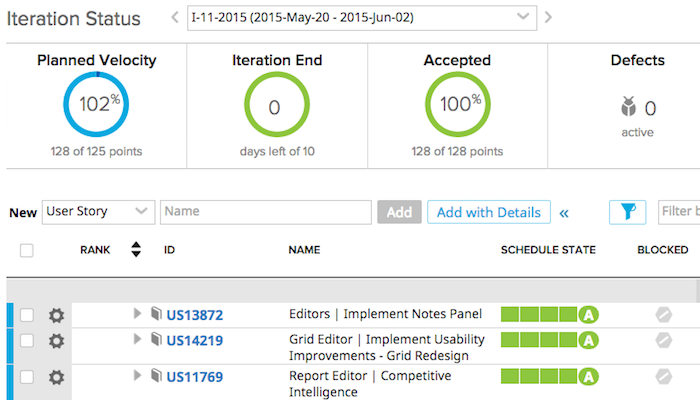 Iteration Status
I-11-2015 (2015-May-20 - 2015-Jun-02)
Planned Velocity
102%
128 of 125 points
Iteration End
0
days left of 10
Accepted
100%
128 of 128 points
Defects
0
active
New User Story Name Add Add with Details « Filter
RANK ID NAME SCHEDULE STATE BLOCKED
US13872 Editors | Implement Notes Panel A
US14219 Grid Editor | Implement Usability A
Improvements - Grid Redesign
US11769 Report Editor | Competitive A
Intelligence